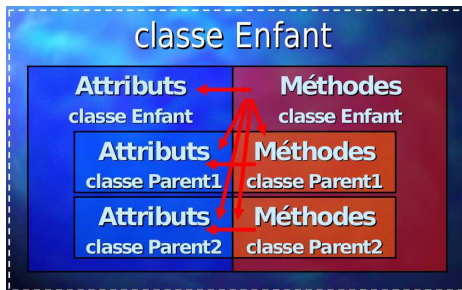 classe Enfant
Attributs Méthodes
classe Enfant classe Enfant
Attributs Méthodes
classe Parent1 classe Parent1
Attributs Méthodes
classe Parent2 classe Parent2